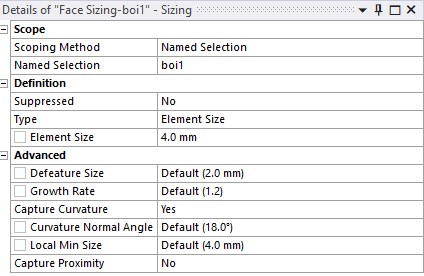 Details of "Face Sizing-boi1" - Sizing
Scope
Scoping Method Named Selection
Named Selection boi1
Definition
Suppressed No
Type Element Size
Element Size 4.0 mm
Advanced
Defeature Size Default (2.0 mm)
Growth Rate Default (1.2)
Capture Curvature Yes
Curvature Normal Angle Default (18.0°)
Local Min Size Default (4.0 mm)
Capture Proximity No